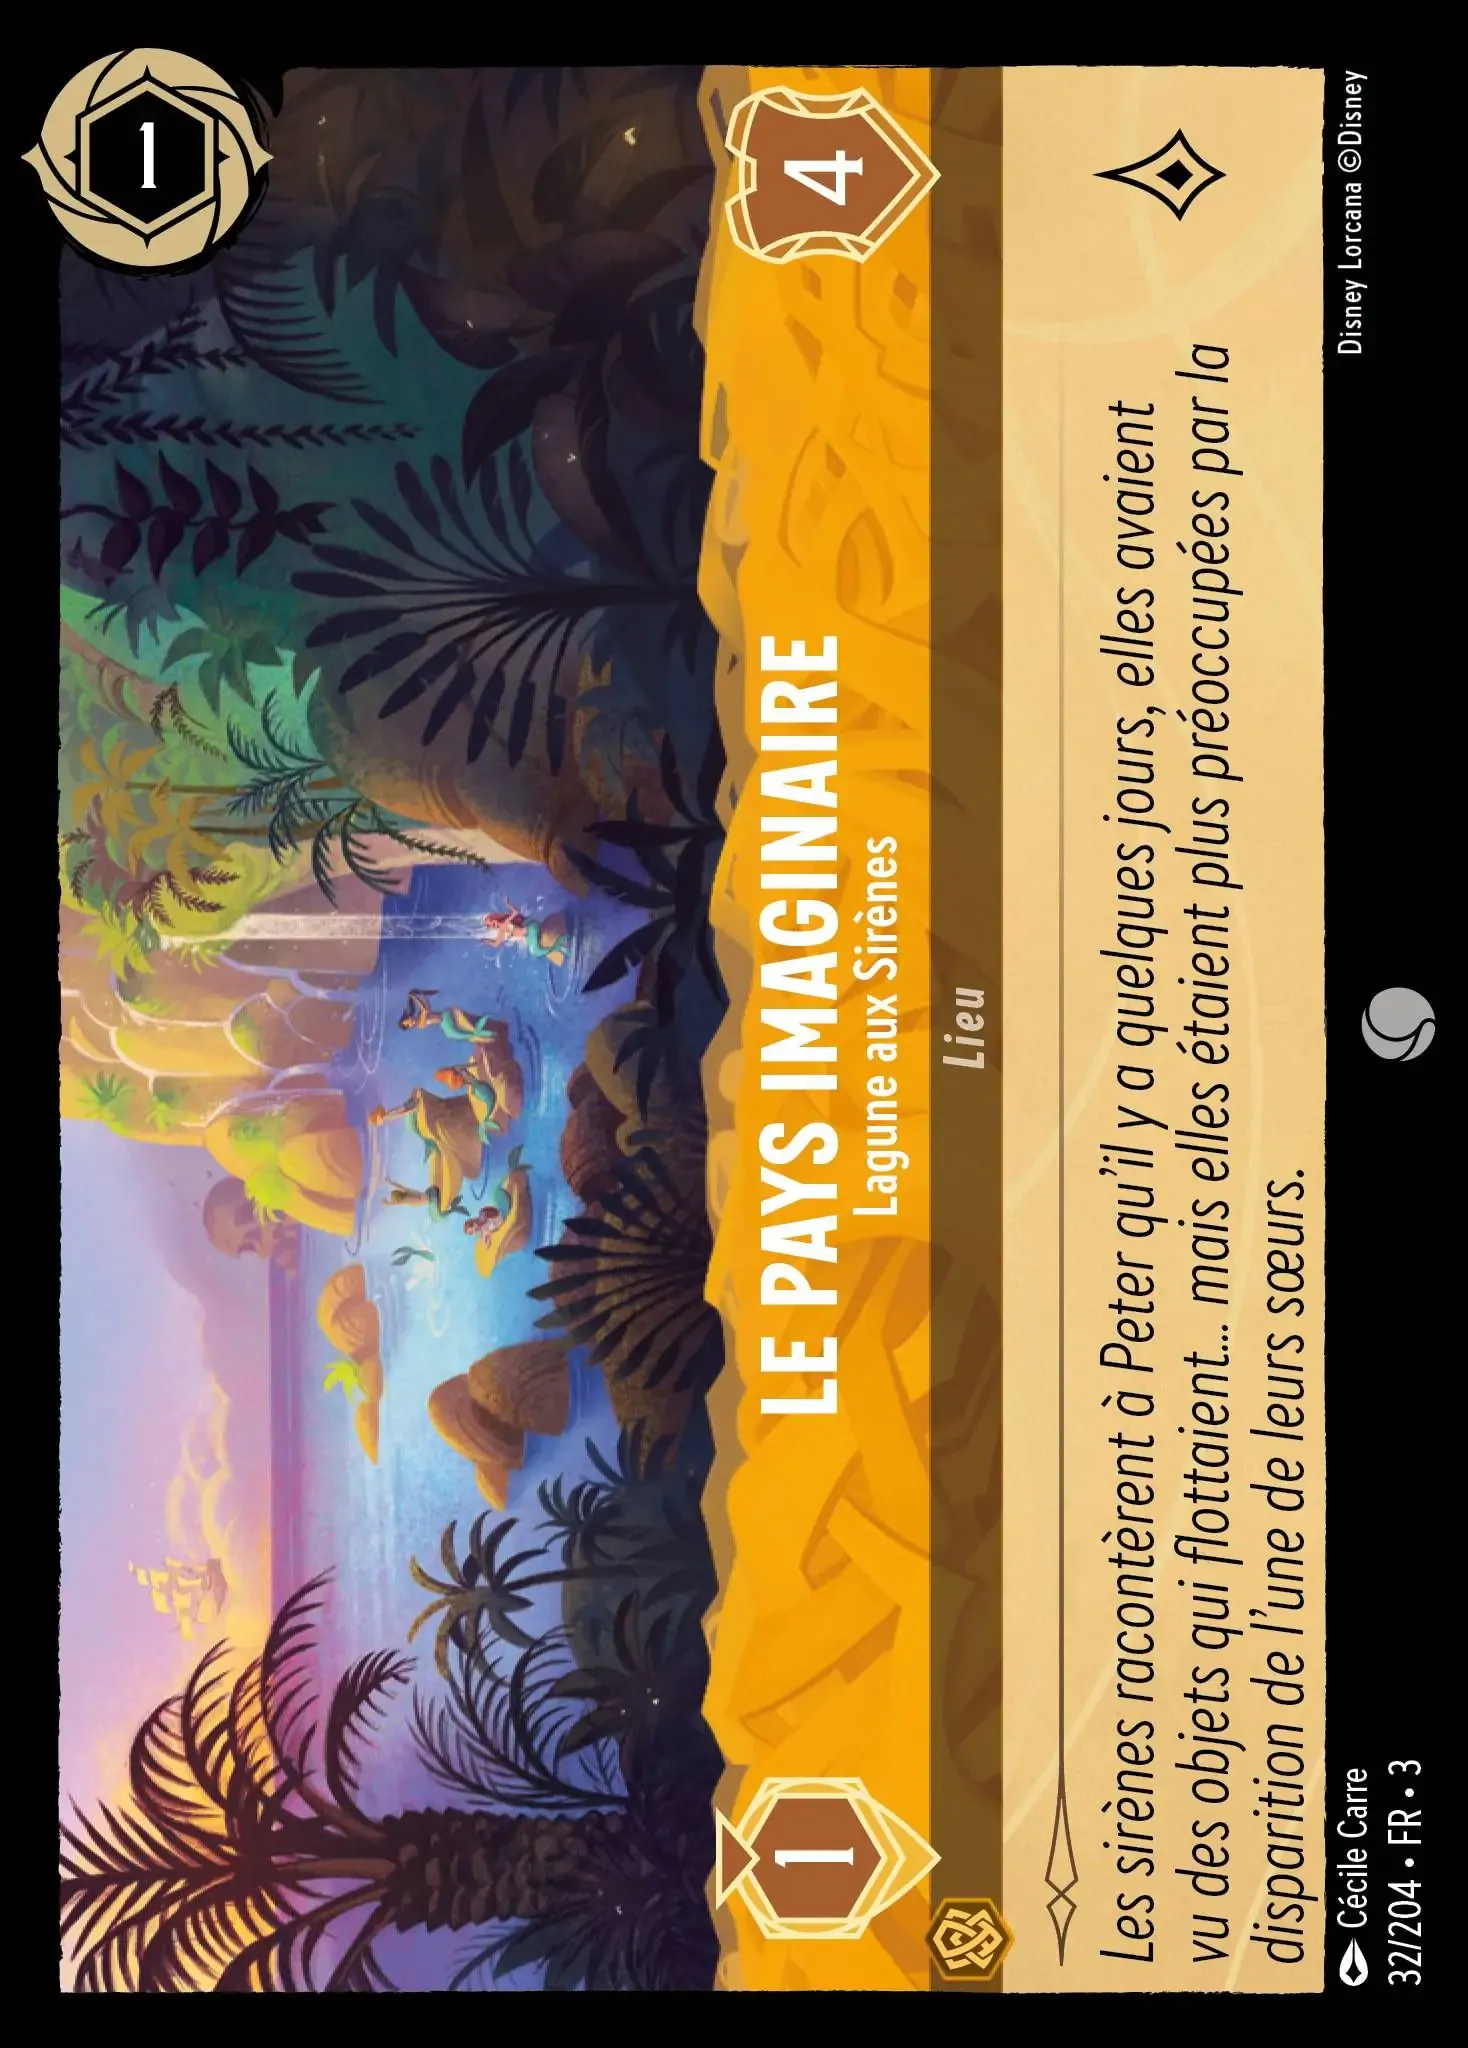 1
1
LE PAYS IMAGINAIRE
Lagune aux Sirènes
4
Lieu
Les sirènes racontèrent à Peter qu'il y a quelques jours, elles avaient
vu des objets qui flottaient... mais elles étaient plus préoccupées par la
disparition de l'une de leurs sœurs.
Cécile Carre
Disney Lorcana ©Disney
32/204 • FR • 3